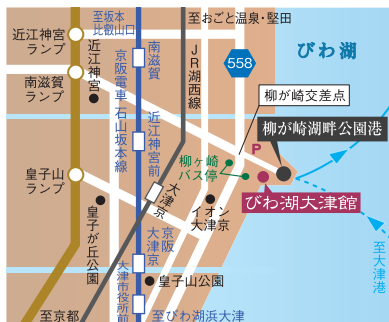 至坂本
比叡山口
至おごと温泉・堅田
近江神宮
ランプ
近江神宮
南滋賀
JR湖西線
558
びわ湖
南滋賀
ランプ
京阪電車 石山坂本線
近江神宮前
柳が崎交差点
柳が崎湖畔公園港
P
柳ヶ崎
バス停
びわ湖大津館
皇子山
ランプ
大津京
皇子が丘公園
イオン
大津京
京阪
大津京
至大津港
皇子山公園
大津市役所前
至京都
至びわ湖浜大津